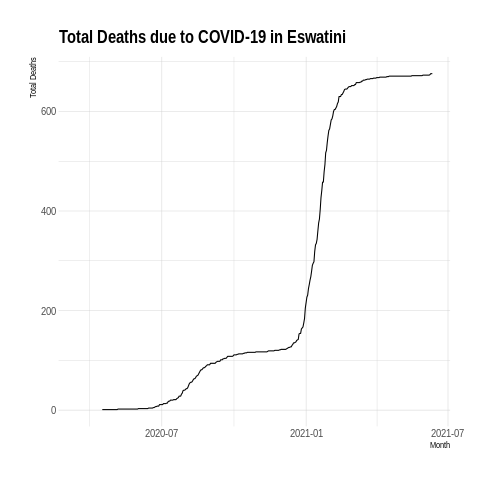 Total Deaths due to COVID-19 in Eswatini
Total Deaths
600
400
200
0
2020-07
2021-01
2021-07
Month